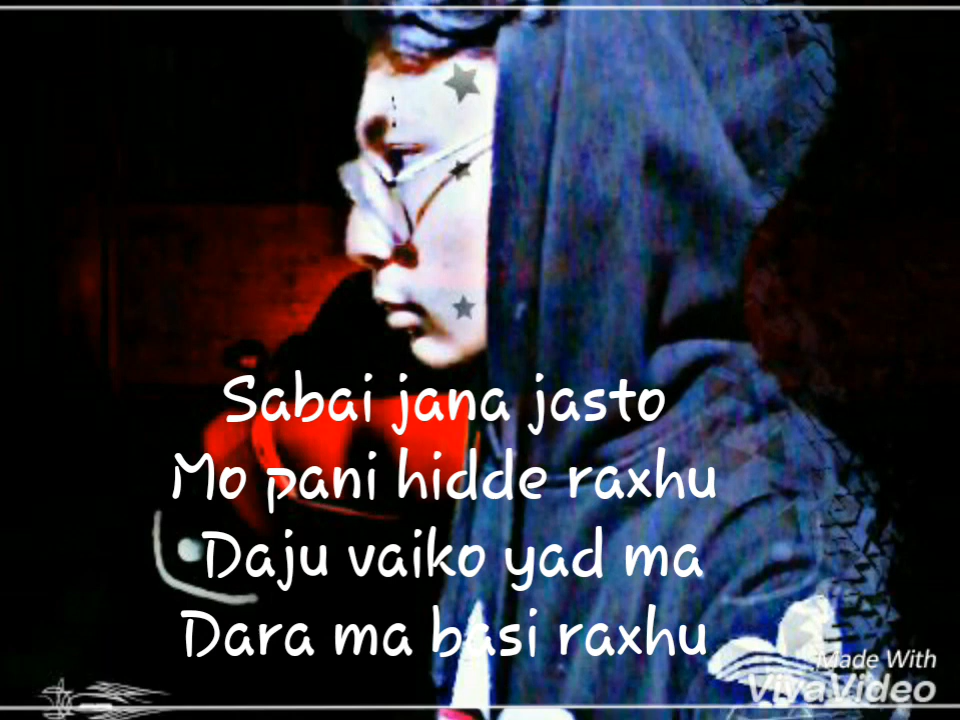 Sabai jana jasto
Mo pani hidde raxhu
Daju vaiko yad ma
Dara ma basi raxhu
Made With
VivaVideo